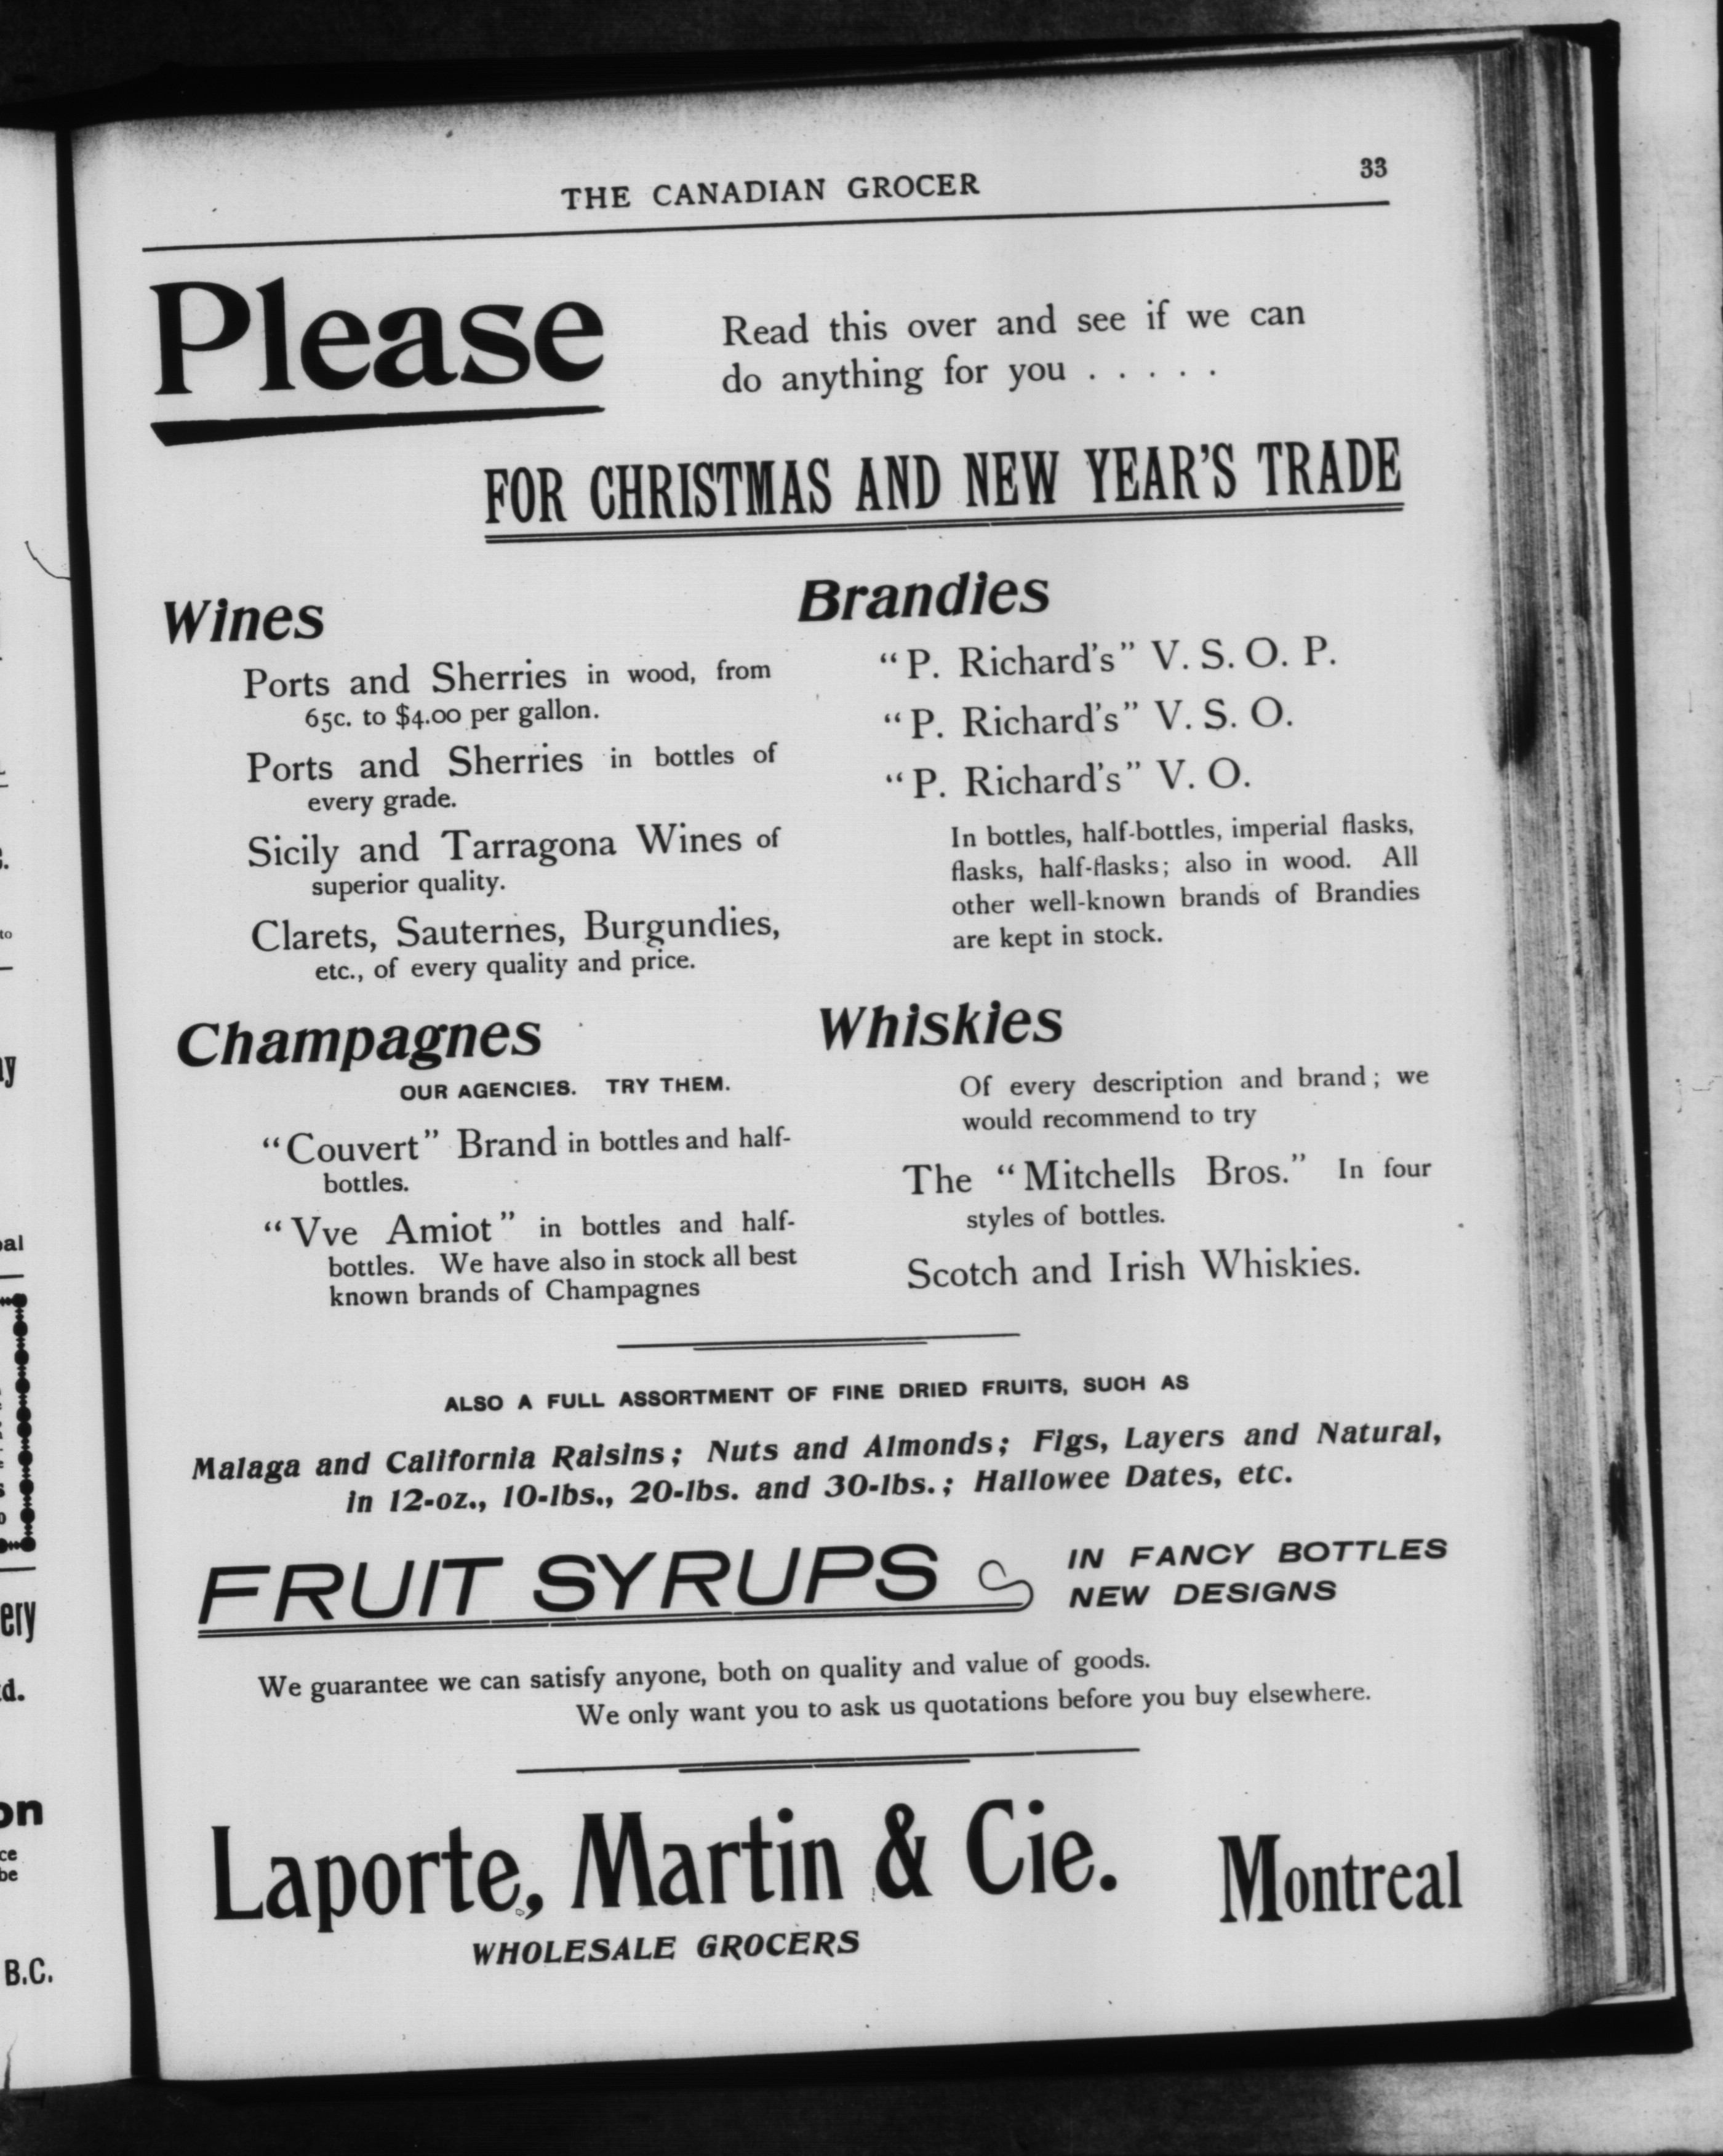 THE CANADIAN GROCER
33
Please
Read this over and see if we can
do anything for you . . . . .
FOR CHRISTMAS AND NEW YEAR'S TRADE
Wines
Ports and Sherries in wood, from
65c. to $4.00 per gallon.
Ports and Sherries in bottles of
every grade.
Sicily and Tarragona Wines of
superior quality.
Clarets, Sauternes, Burgundies,
etc., of every quality and price.
Champagnes
OUR AGENCIES. TRY THEM.
"Couvert" Brand in bottles and half-
bottles.
"Vve Amiot" in bottles and half-
bottles. We have also in stock all best
known brands of Champagnes
Brandies
"P. Richard's" V. S. O. P.
"P. Richard's" V. S. O.
"P. Richard's" V. O.
In bottles, half-bottles, imperial flasks,
flasks, half-flasks; also in wood. All
other well-known brands of Brandies
are kept in stock.
Whiskies
Of every description and brand; we
would recommend to try
The "Mitchells Bros." In four
styles of bottles.
Scotch and Irish Whiskies.
ALSO A FULL ASSORTMENT OF FINE DRIED FRUITS, SUCH AS
Malaga and California Raisins; Nuts and Almonds; Figs, Layers and Natural,
in 12-oz., 10-lbs., 20-lbs. and 30-lbs.; Hallowee Dates, etc.
FRUIT SYRUPS
IN FANCY BOTTLES
NEW DESIGNS
We guarantee we can satisfy anyone, both on quality and value of goods.
We only want you to ask us quotations before you buy elsewhere.
Laporte, Martin & Cie.
Montreal
WHOLESALE GROCERS
B.C.